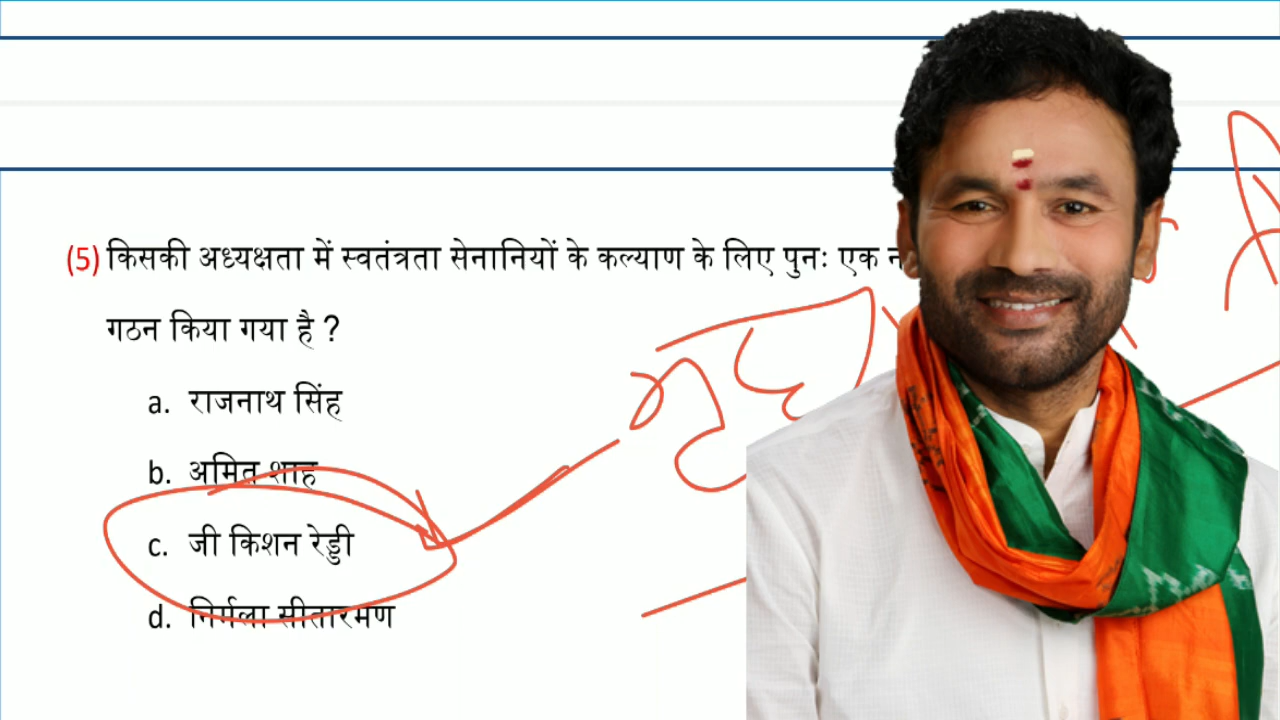 (5) किसकी अध्यक्षता में स्वतंत्रता सेनानियों के कल्याण के लिए पुनः एक
गठन किया गया है ?
a. राजनाथ सिंह
b. अमित शाह
c. जी किशन रेड्डी
d. निर्मला सीतारमण
गृह